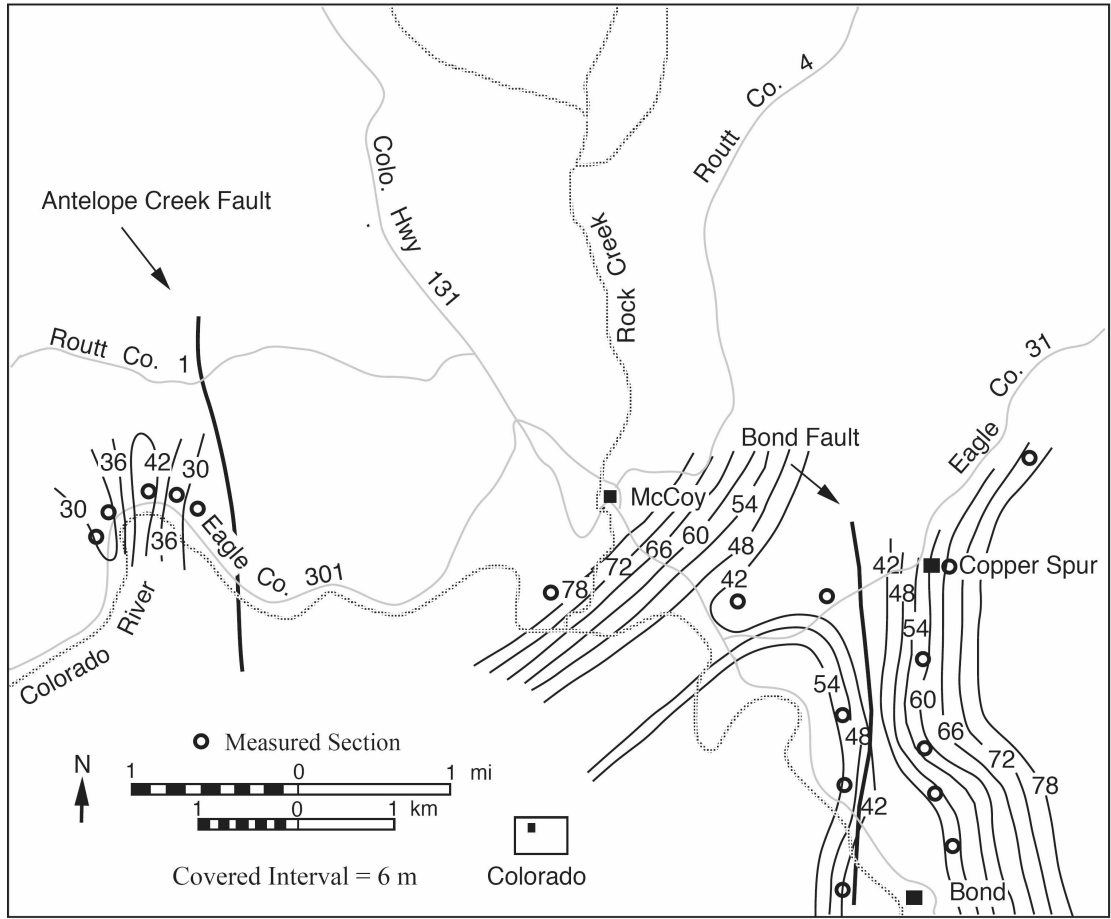 Routt Co. 4
Colo. Hwy 131
Antelope Creek Fault
Rock Creek
Routt Co. 1
Eagle Co. 31
Bond Fault
36
42
30
30
36
Eagle Co. 301
McCoy
54
60
66
48
72
42
78
42
Copper Spur
48
54
60
66
72
78
54
48
42
Colorado River
Measured Section
N
1 0 1 mi
1 0 1 km
Covered Interval = 6 m
Colorado
Bond